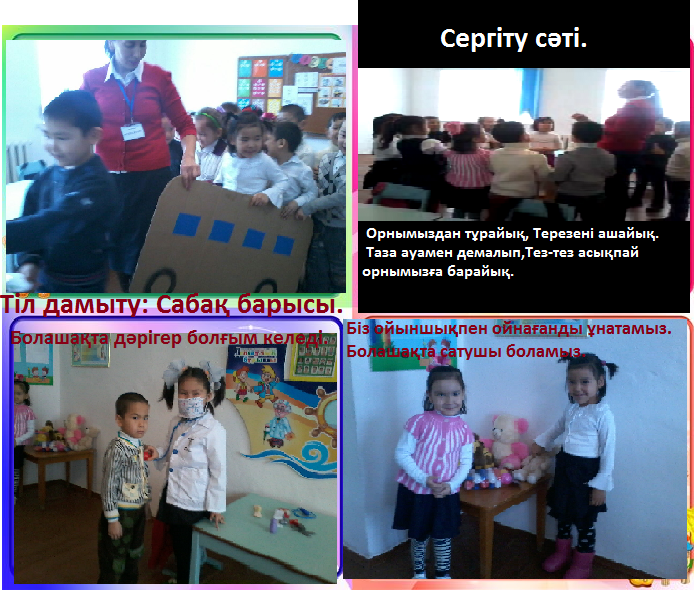 Сергіту сәті.
Орнымыздан тұрайық, Терезені ашайық.
Таза ауамен демалып,Тез-тез асықпай
орнымызға барайық.
Тіл дамыту: Сабақ барысы.
Болашақта дәрігер болғым келеді.
Біз ойыншықпен ойнағанды ұнатамыз.
Болашақта сатушы боламыз.